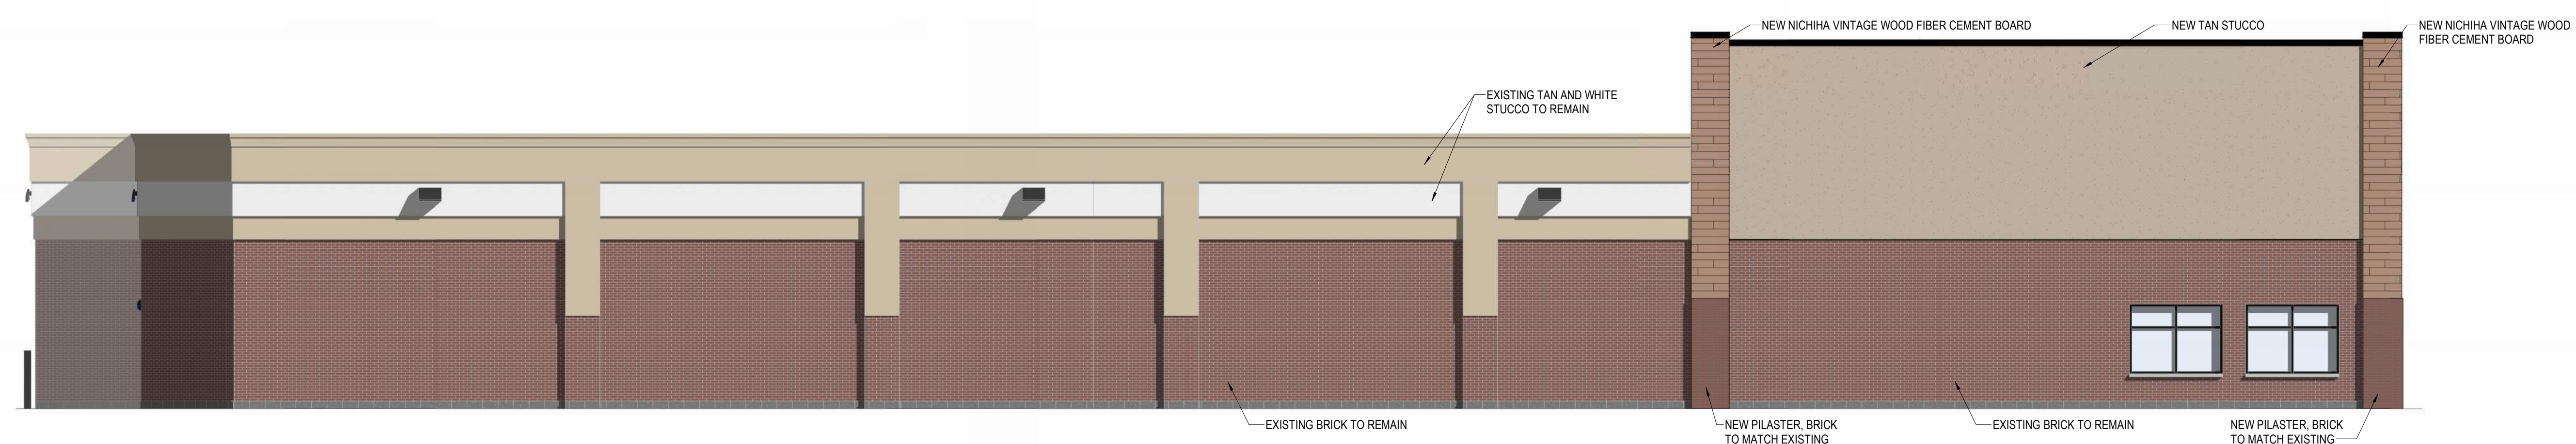 NEW NICHIHA VINTAGE WOOD FIBER CEMENT BOARD
NEW TAN STUCCO
NEW NICHIHA VINTAGE WOOD
FIBER CEMENT BOARD
EXISTING TAN AND WHITE
STUCCO TO REMAIN
EXISTING BRICK TO REMAIN
NEW PILASTER, BRICK
TO MATCH EXISTING
EXISTING BRICK TO REMAIN
NEW PILASTER, BRICK
TO MATCH EXISTING